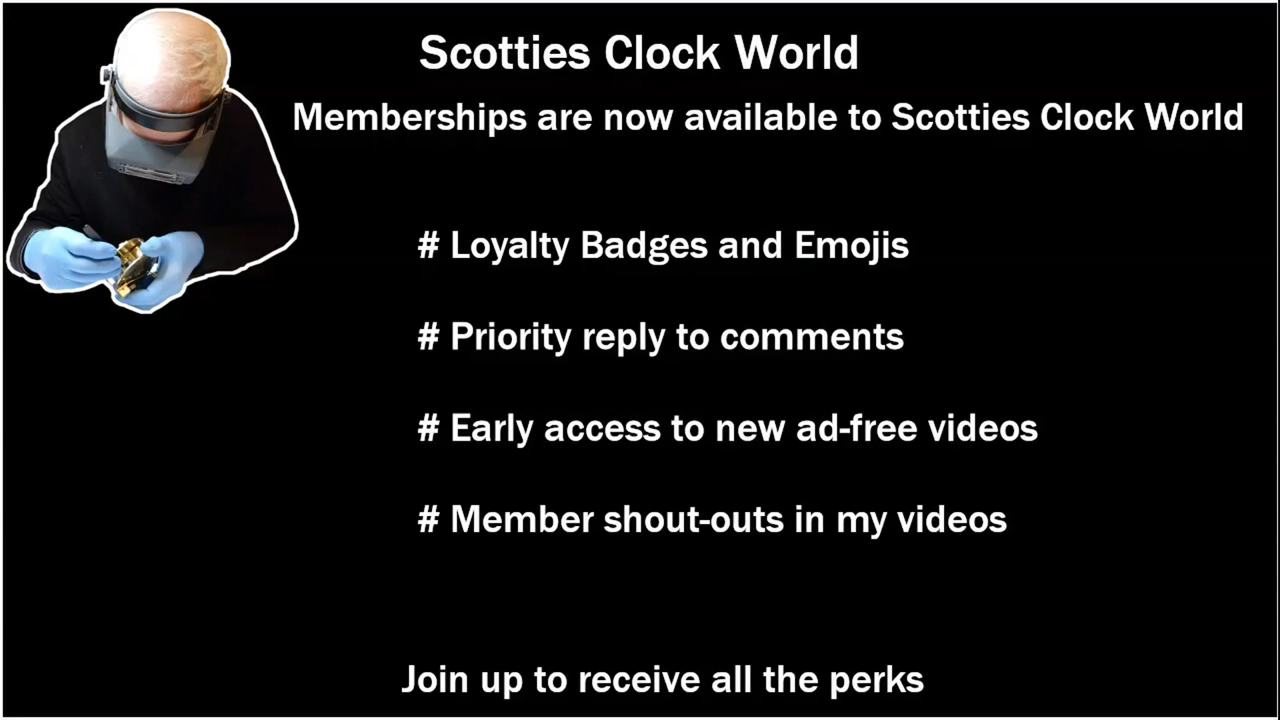 Scotties Clock World
Memberships are now available to Scotties Clock World
# Loyalty Badges and Emojis
# Priority reply to comments
# Early access to new ad-free videos
# Member shout-outs in my videos
Join up to receive all the perks